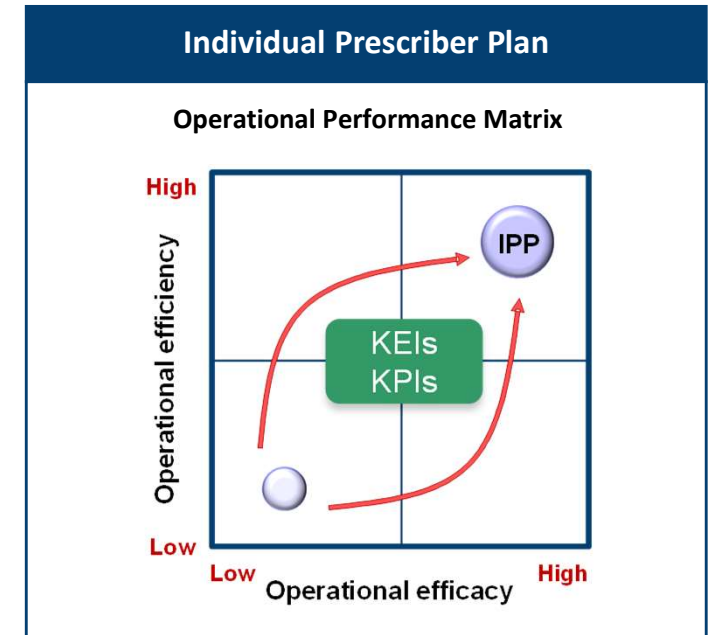 Individual Prescriber Plan
Operational Performance Matrix
High
Operational efficiency
IPP
KEIs
KPIs
Low
Low
High
Operational efficacy